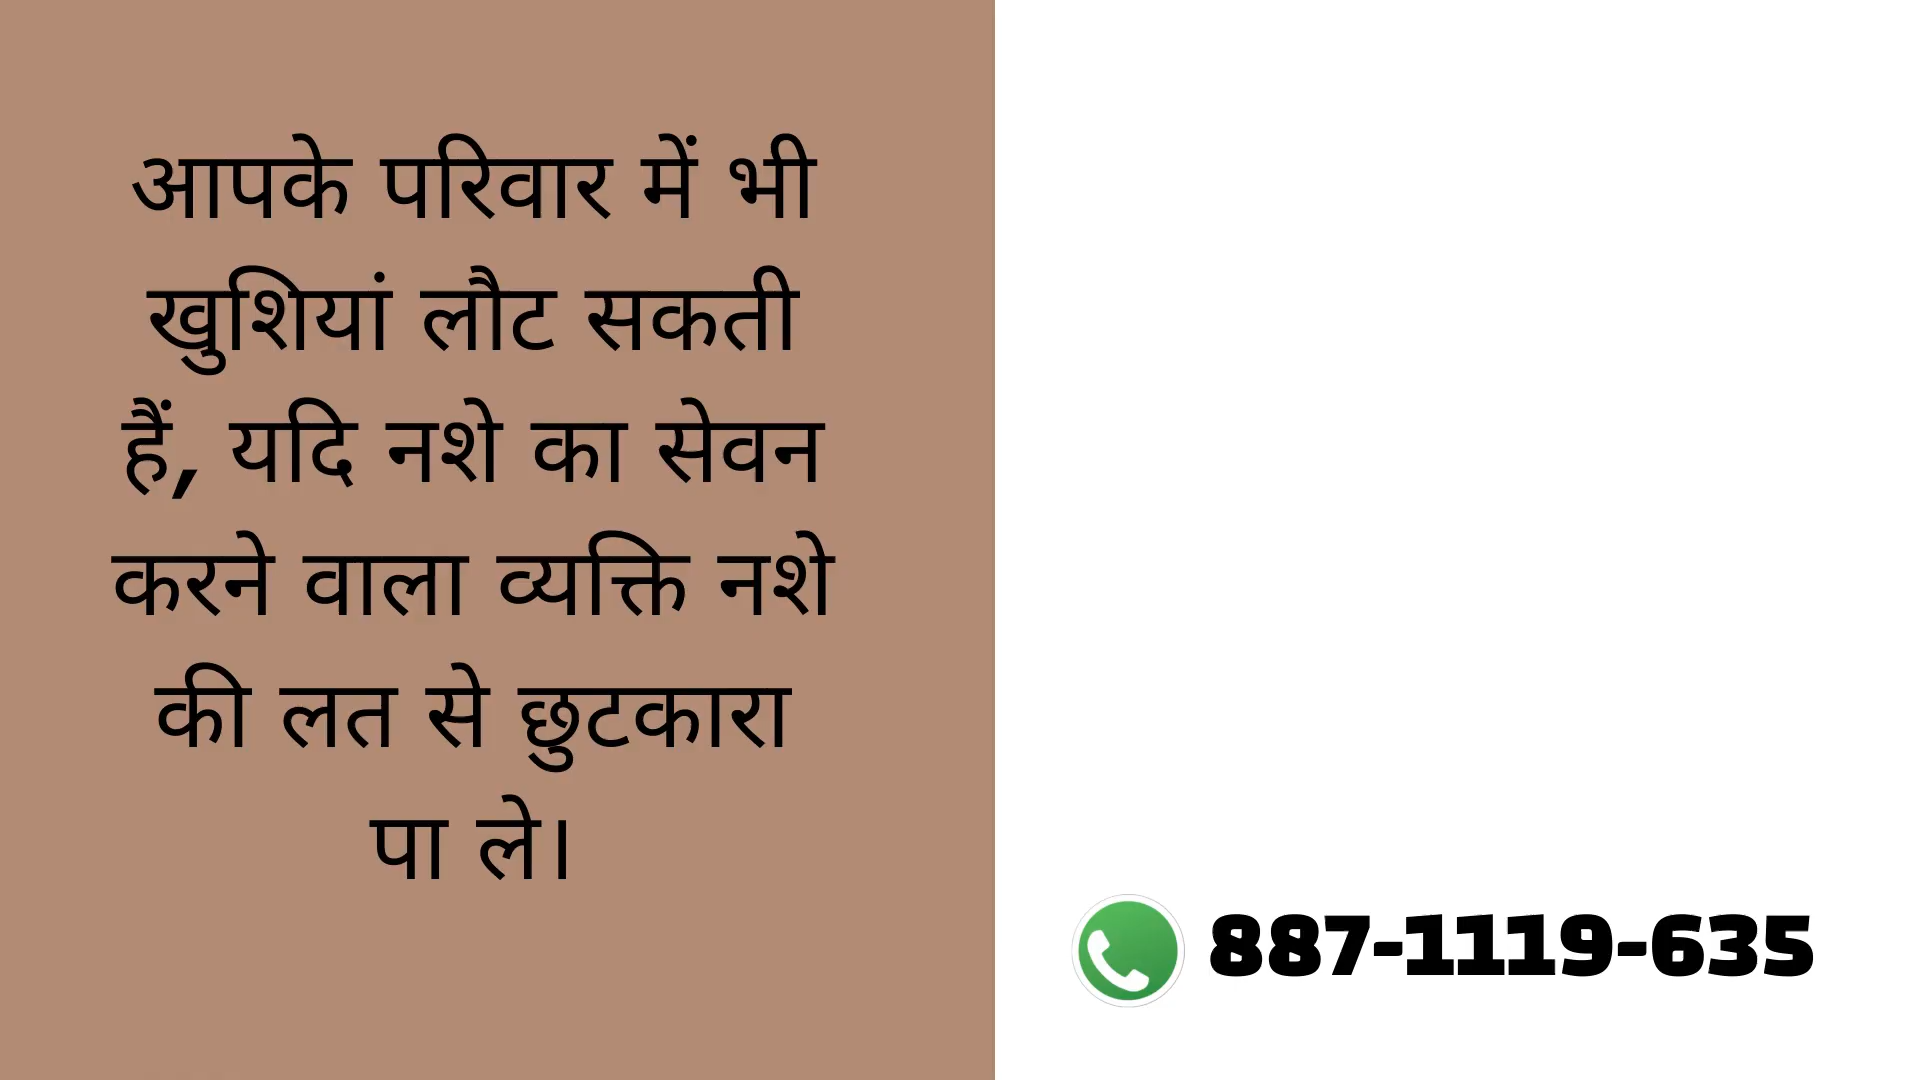 आपके परिवार में भी
खुशियां लौट सकती
हैं, यदि नशे का सेवन
करने वाला व्यक्ति नशे
की लत से छुटकारा
पा ले।
887-1119-635